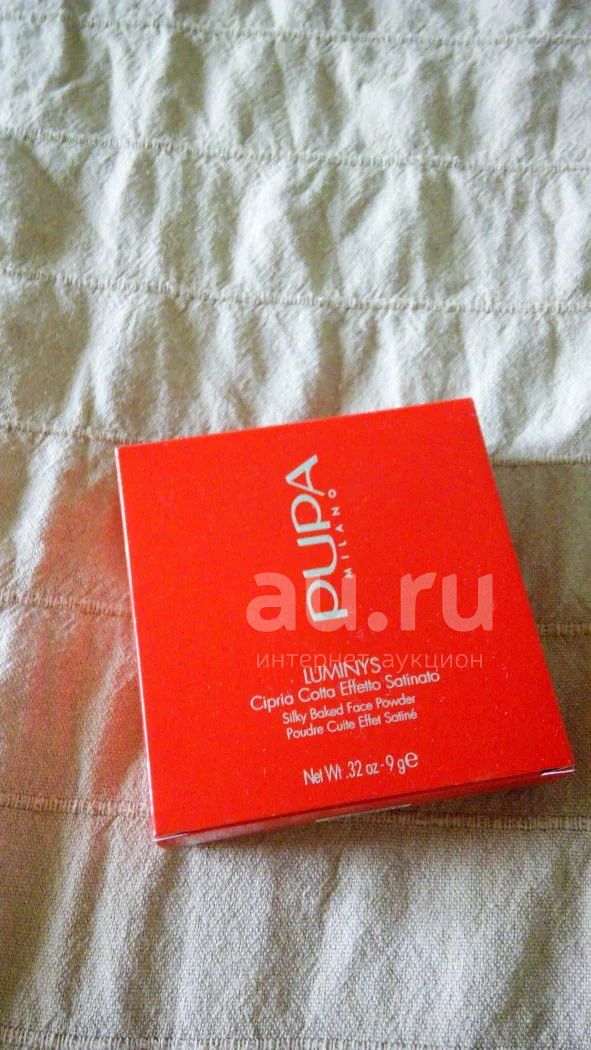 PUPA
MILANO
au.ru
интернет-аукцион
LUMINYS
Cipria Cotta Effetto Satinato
Silky Baked Face Powder
Poudre Cuite Effet Satiné
Net Wt .32 oz - 9 g e